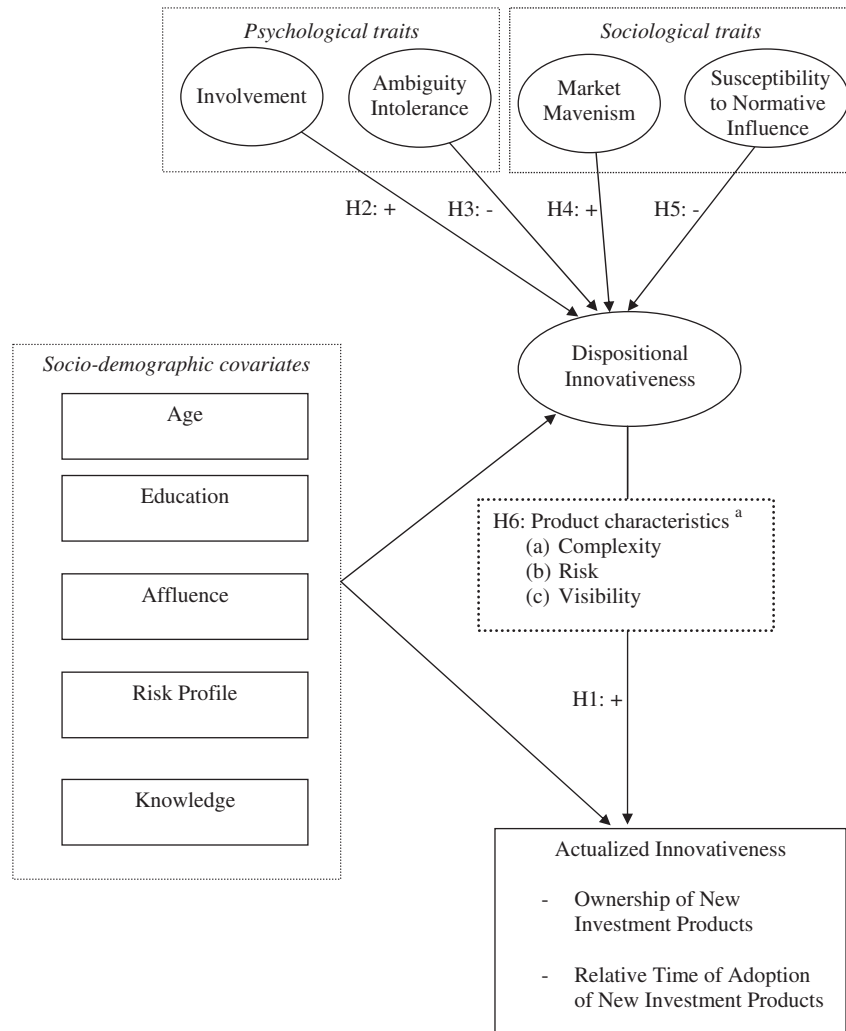 Psychological traits
Involvement
Ambiguity
Intolerance
Sociological traits
Market
Mavenism
Susceptibility
to Normative
Influence
H2: +
H3: -
H4: +
H5: -
Dispositional
Innovativeness
Socio-demographic covariates
Age
Education
Affluence
Risk Profile
Knowledge
H6: Product characteristics a
(a) Complexity
(b) Risk
(c) Visibility
H1: +
Actualized Innovativeness
- Ownership of New
Investment Products
- Relative Time of Adoption
of New Investment Products